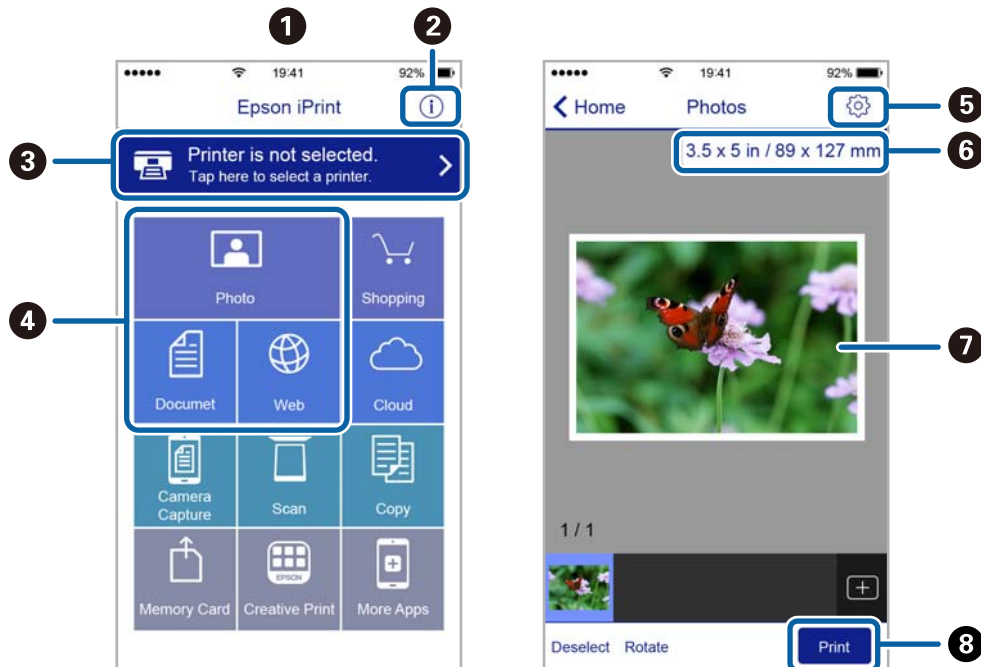 1
2
19:41
92%
Epson iPrint
3
Printer is not selected.
Tap here to select a printer.
4
Photo
Shopping
Documet
Web
Cloud
Camera
Capture
Scan
Copy
EPSON
Memory Card
Creative Print
More Apps
19:41
92%
Home
Photos
5
3.5 x 5 in / 89 x 127 mm
6
7
1 / 1
Deselect
Rotate
Print
8